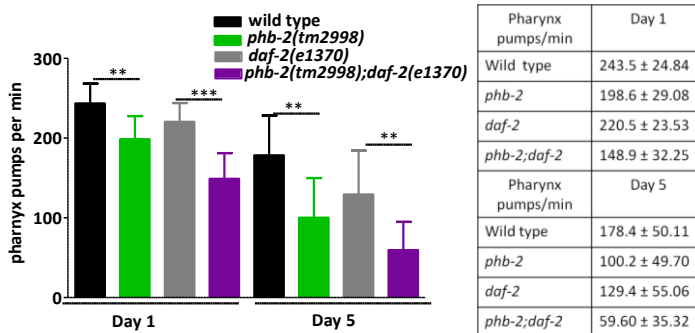 wild type
phb-2(tm2998)
daf-2(e1370)
phb-2(tm2998);daf-2(e1370)
300
200
100
0
pharnyx pumps per min
**
***
**
**
Day 1
Day 5
Pharynx pumps/min Day 1
Wild type 243.5 ± 24.84
phb-2 198.6 ± 29.08
daf-2 220.5 ± 23.53
phb-2;daf-2 148.9 ± 32.25
Pharynx pumps/min Day 5
Wild type 178.4 ± 50.11
phb-2 100.2 ± 49.70
daf-2 129.4 ± 55.06
phb-2;daf-2 59.60 ± 35.32